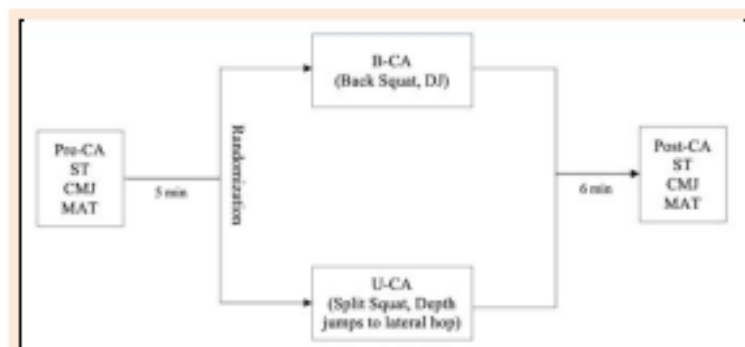 Pre-CA
ST
CMJ
MAT
5 min
Randomization
B-CA
(Back Squat, DJ)
U-CA
(Split Squat, Depth
jumps to lateral hop)
6 min
Post-CA
ST
CMJ
MAT